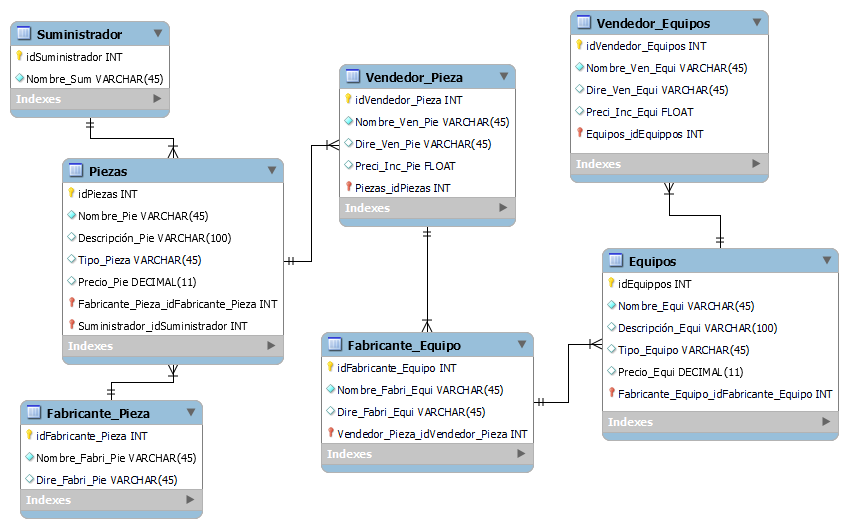 Suministrador
idSuministrador INT
Nombre_Sum VARCHAR(45)
Indexes
Piezas
idPiezas INT
Nombre_Pie VARCHAR(45)
Descripción_Pie VARCHAR(100)
Tipo_Pieza VARCHAR(45)
Precio_Pie DECIMAL(11)
Fabricante_Pieza_idFabricante_Pieza INT
Suministrador_idSuministrador INT
Indexes
Fabricante_Pieza
idFabricante_Pieza INT
Nombre_Fabri_Pie VARCHAR(45)
Dire_Fabri_Pie VARCHAR(45)
Indexes
Vendedor_Pieza
idVendedor_Pieza INT
Nombre_Ven_Pie VARCHAR(45)
Dire_Ven_Pie VARCHAR(45)
Preci_Inc_Pie FLOAT
Piezas_idPiezas INT
Indexes
Fabricante_Equipo
idFabricante_Equipo INT
Nombre_Fabri_Equi VARCHAR(45)
Dire_Fabri_Equi VARCHAR(45)
Vendedor_Pieza_idVendedor_Pieza INT
Indexes
Vendedor_Equipos
idVendedor_Equipos INT
Nombre_Ven_Equi VARCHAR(45)
Dire_Ven_Equi VARCHAR(45)
Preci_Inc_Equi FLOAT
Equipos_idEquippos INT
Indexes
Equipos
idEquippos INT
Nombre_Equi VARCHAR(45)
Descripción_Equi VARCHAR(100)
Tipo_Equipo VARCHAR(45)
Precio_Equi DECIMAL(11)
Fabricante_Equipo_idFabricante_Equipo INT
Indexes